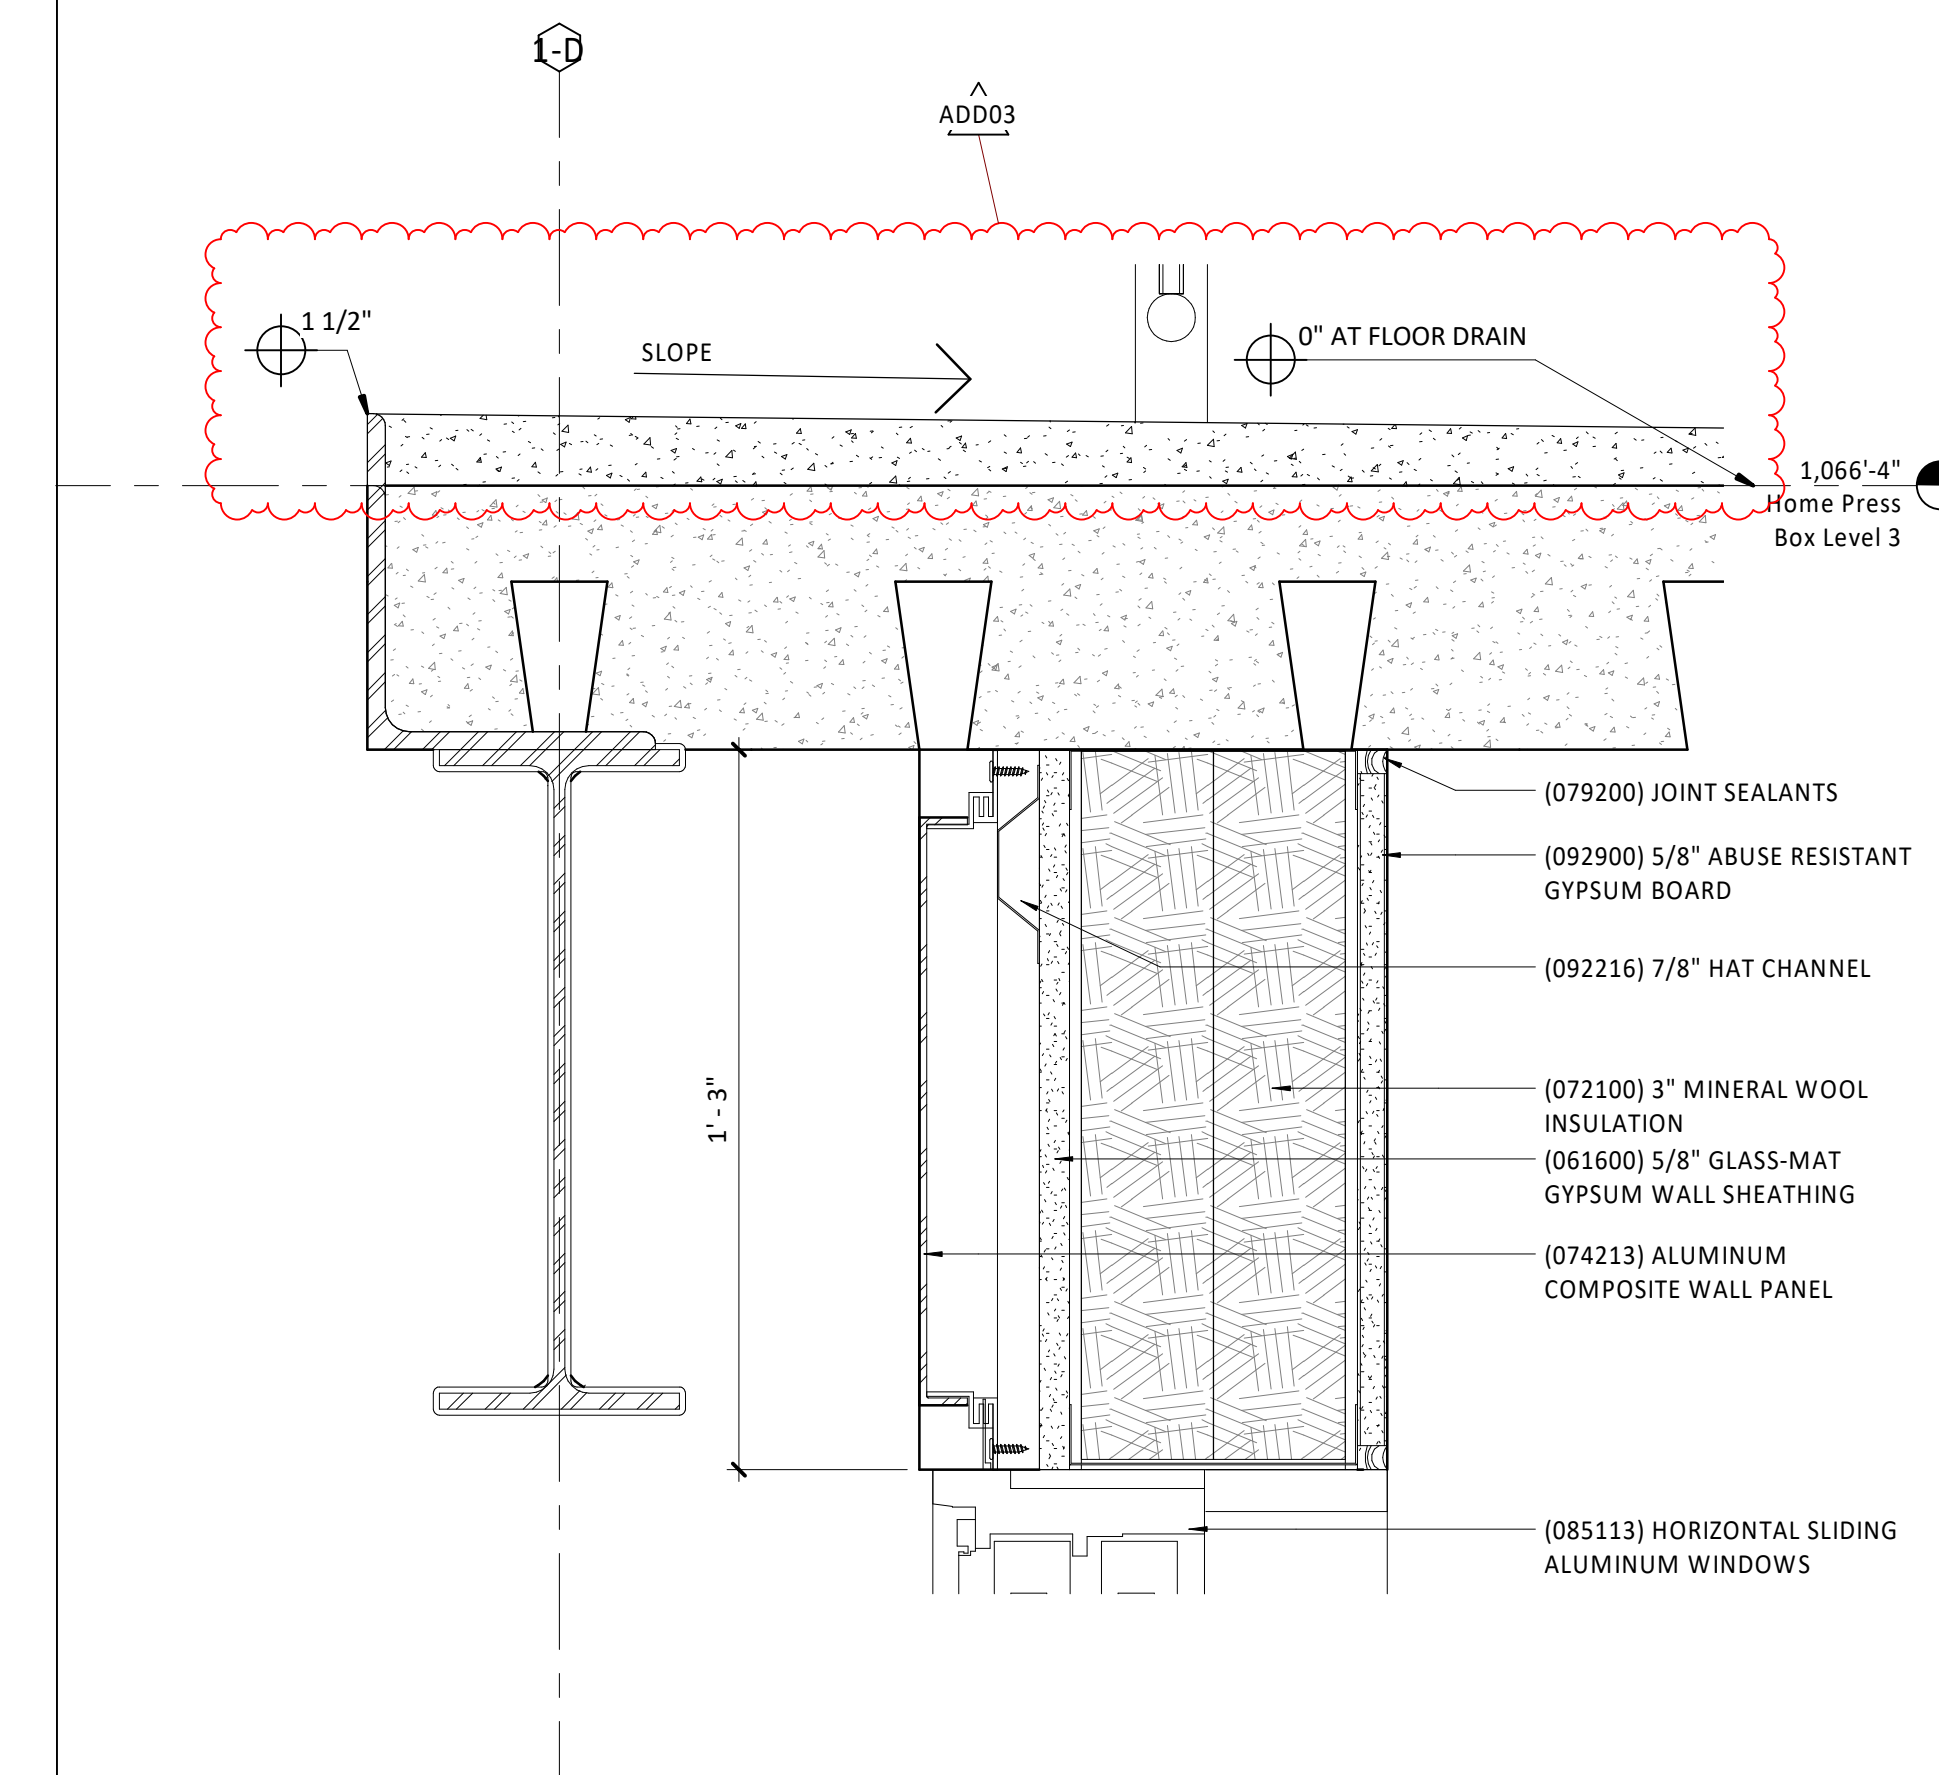 1-D
ADD03
1 1/2"
SLOPE
0" AT FLOOR DRAIN
1,066'-4"
Home Press
Box Level 3
(079200) JOINT SEALANTS
(092900) 5/8" ABUSE RESISTANT
GYPSUM BOARD
(092216) 7/8" HAT CHANNEL
1' - 3"
(072100) 3" MINERAL WOOL
INSULATION
(061600) 5/8" GLASS-MAT
GYPSUM WALL SHEATHING
(074213) ALUMINUM
COMPOSITE WALL PANEL
(085113) HORIZONTAL SLIDING
ALUMINUM WINDOWS